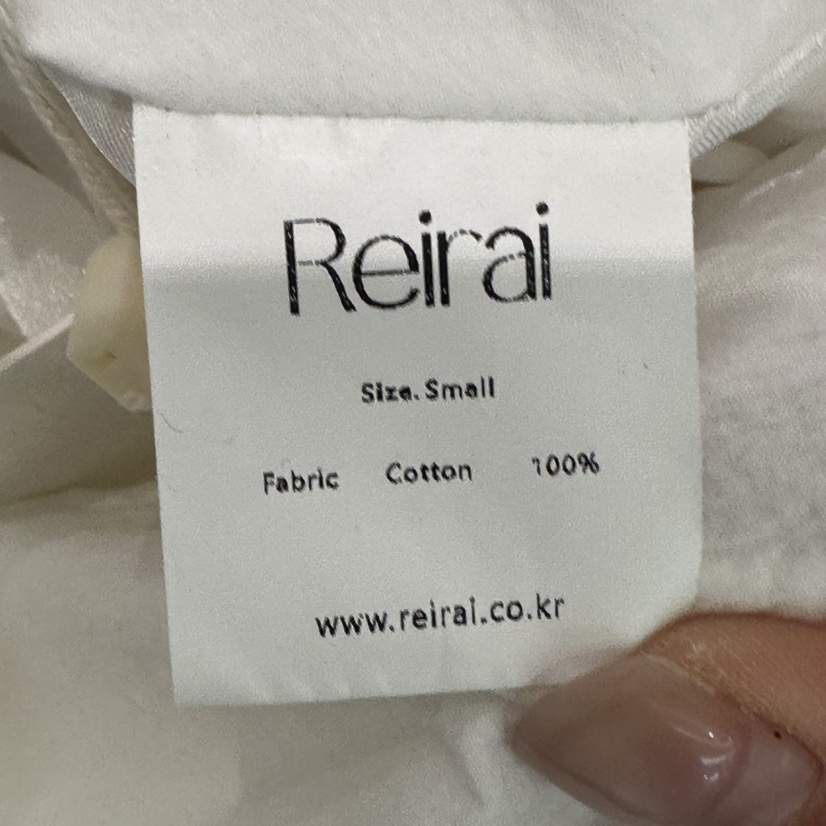 Reirai
Size. Small
Fabric Cotton 100%
www.reirai.co.kr